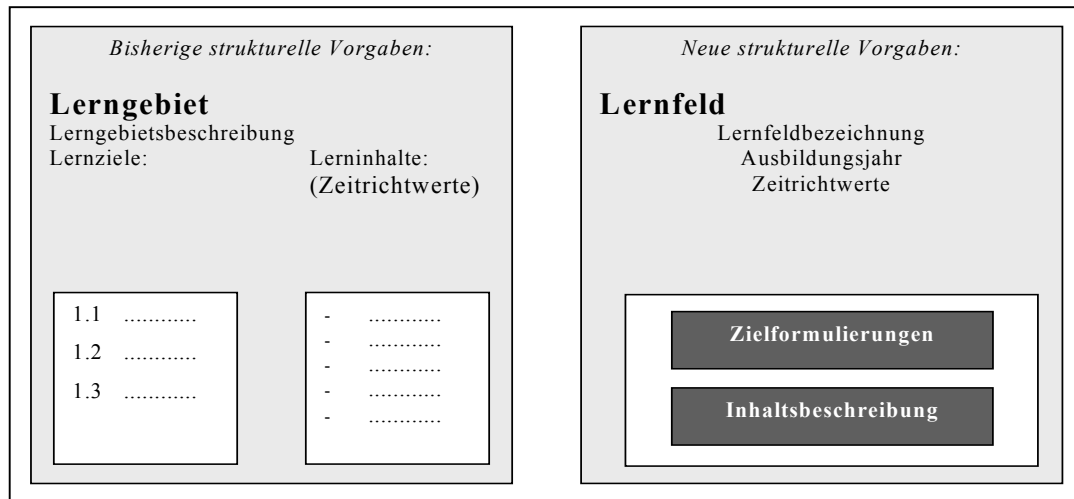 Bisherige strukturelle Vorgaben:
Lerngebiet
Lerngebietsbeschreibung
Lernziele:
Lerninhalte:
(Zeitrichtwerte)
1.1 ............
1.2 ............
1.3 ............
- ............
- ............
- ............
- ............
- ............
Neue strukturelle Vorgaben:
Lernfeld
Lernfeldbezeichnung
Ausbildungsjahr
Zeitrichtwerte
Zielformulierungen
Inhaltsbeschreibung